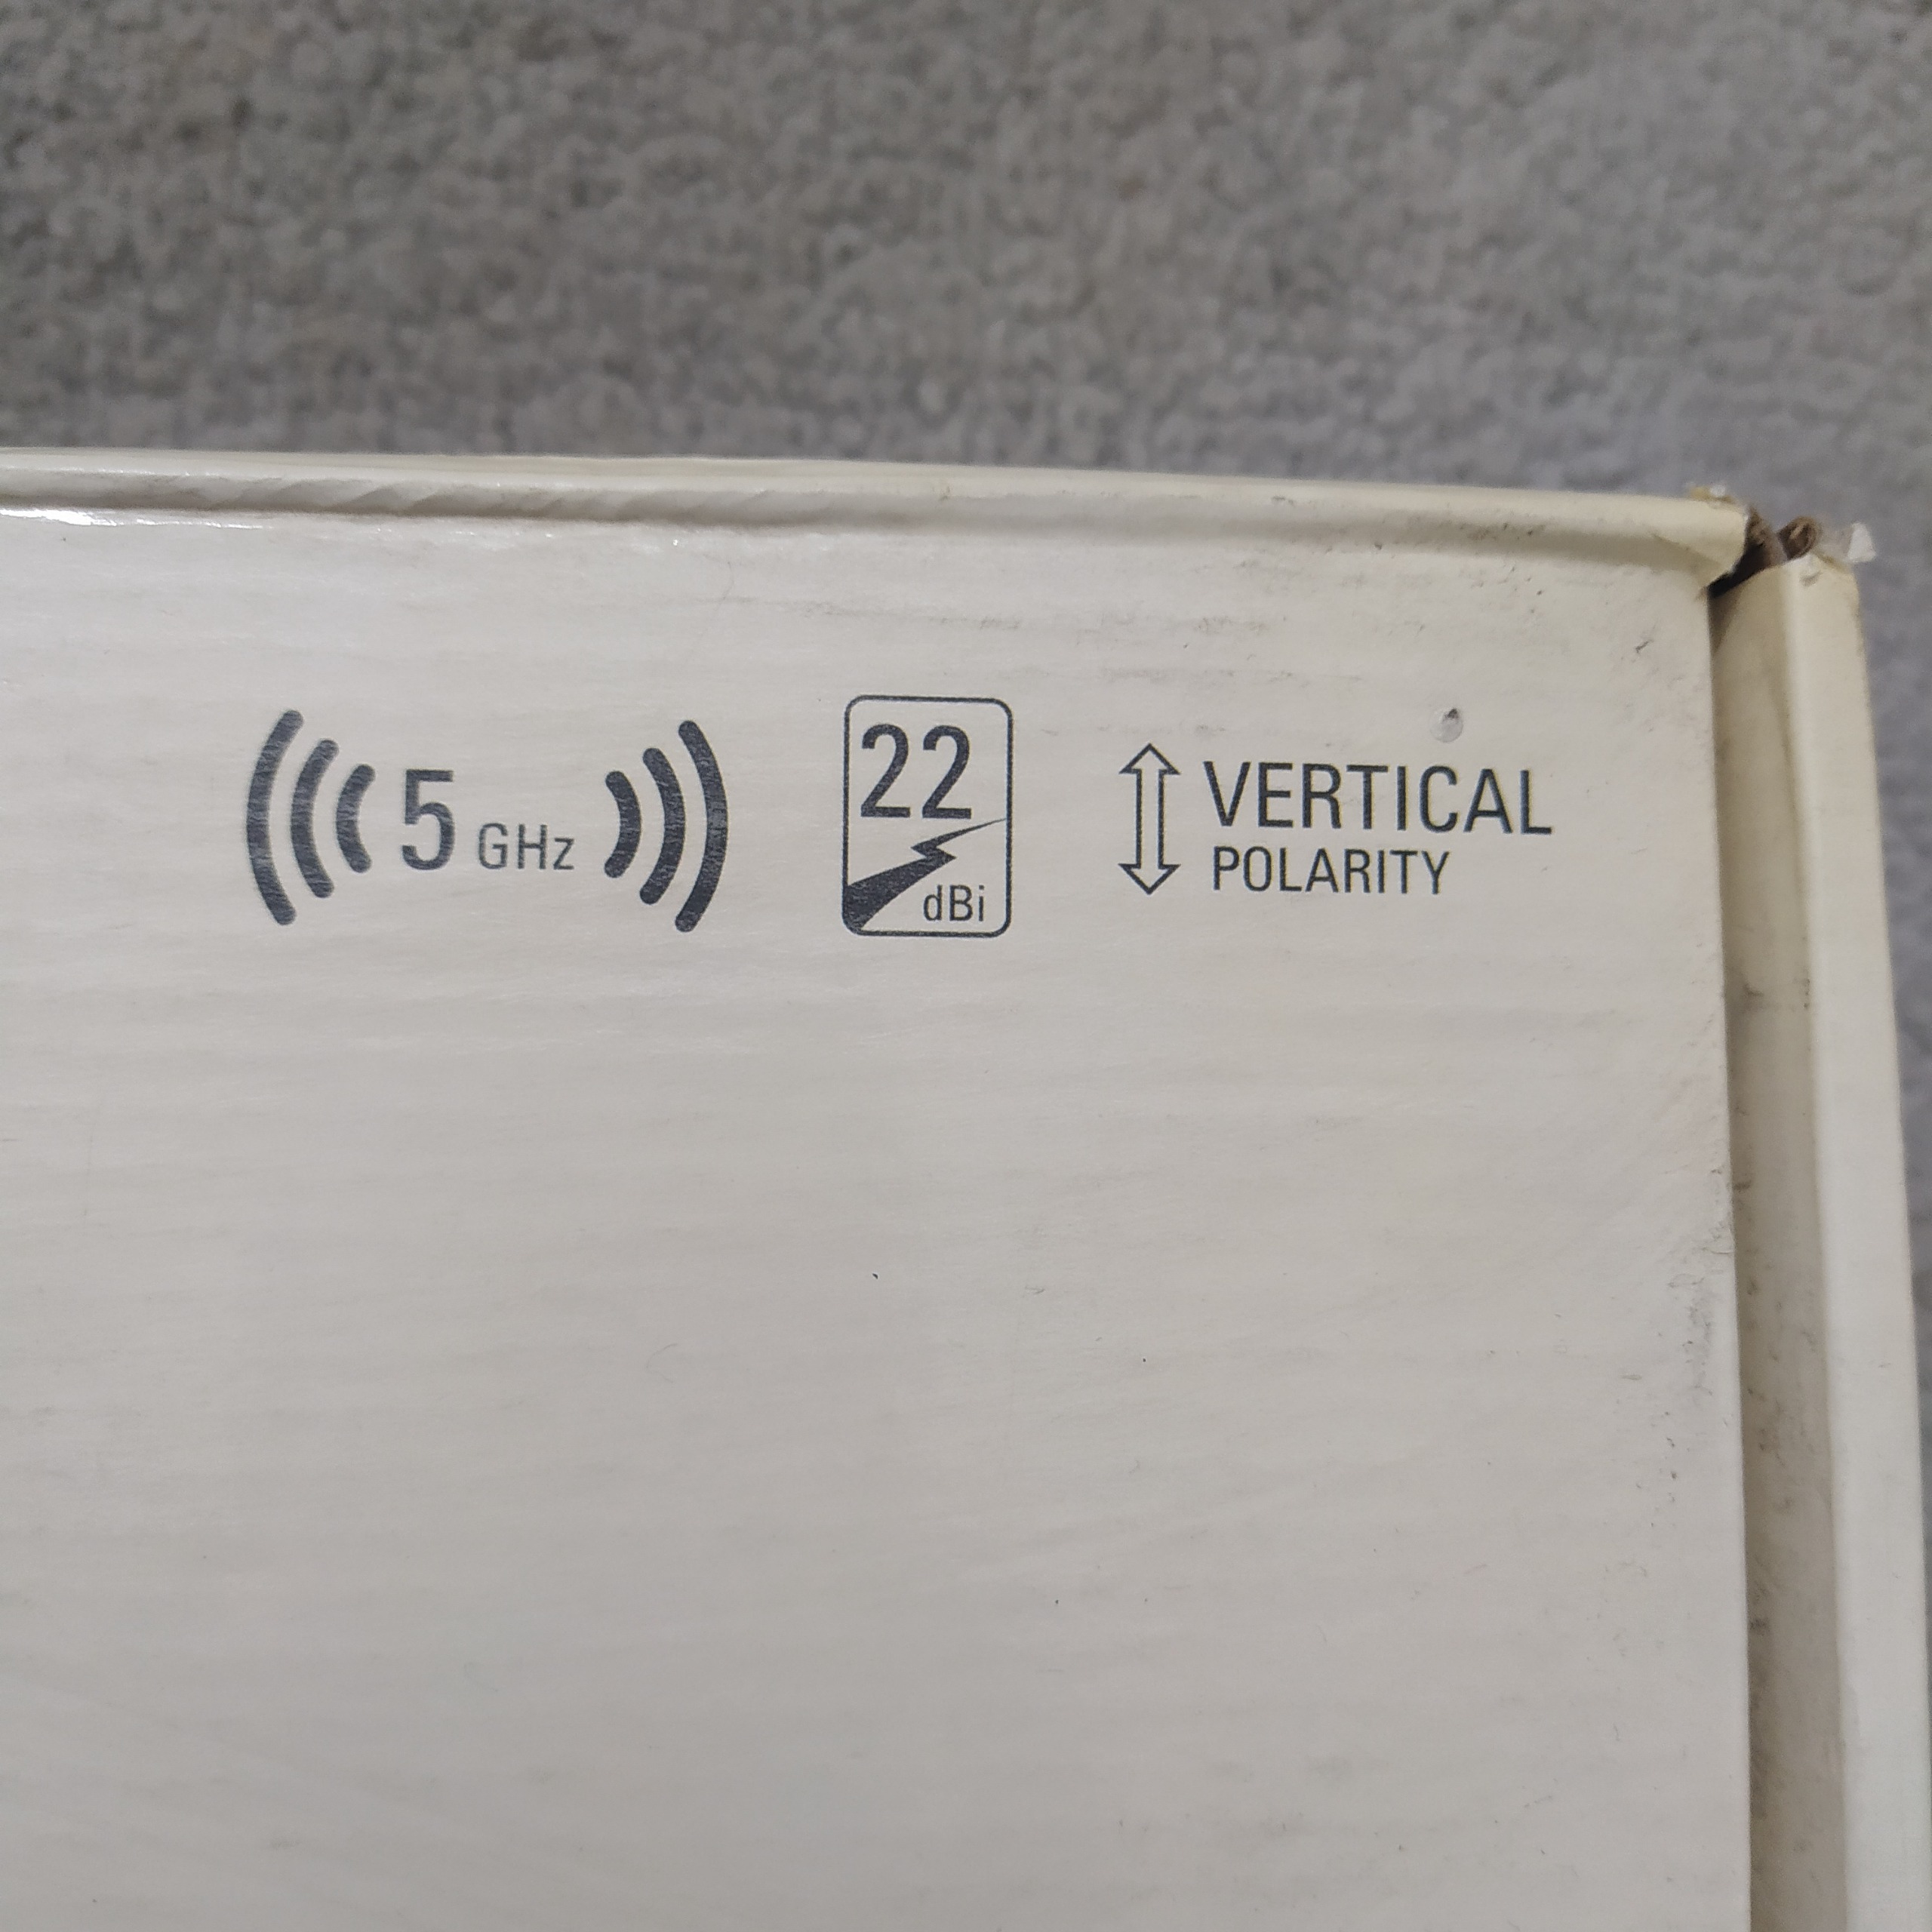 5 GHz
22
dBi
VERTICAL
POLARITY